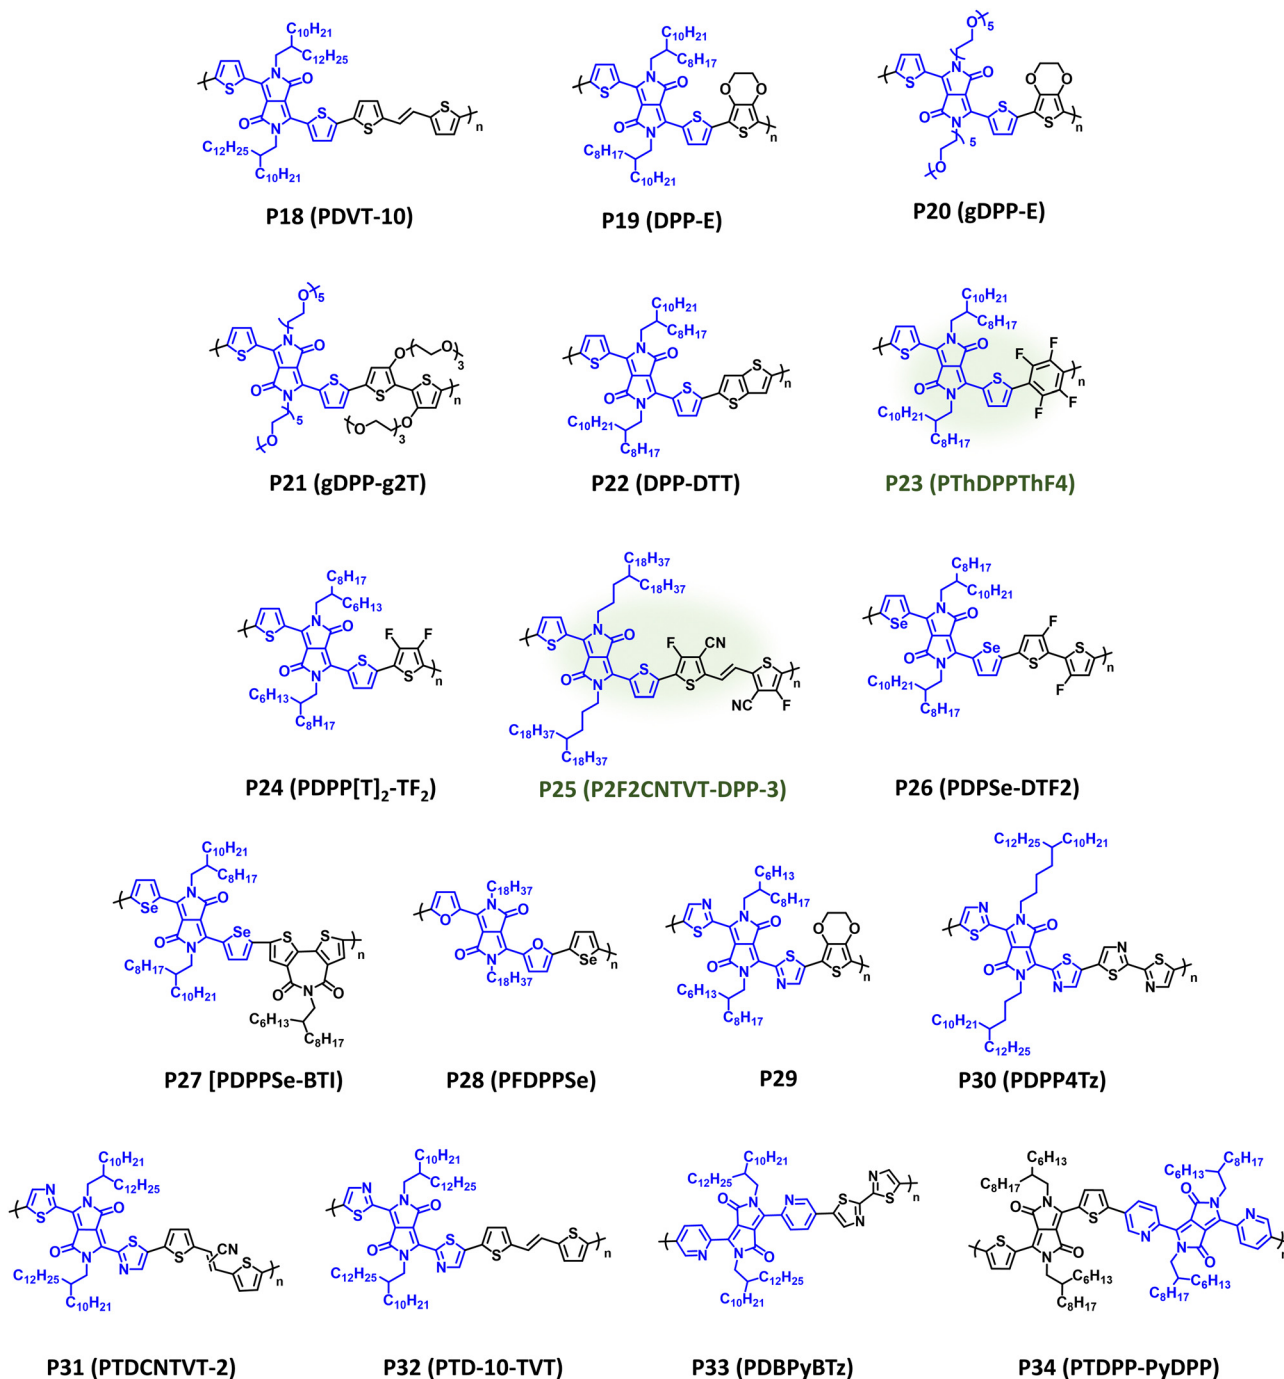 C10H21
C12H25
S
N
O
O
N
S
S
S
n
C12H25
C10H21
P18 (PDVT-10)
C10H21
C8H17
S
N
O
O
O
O
N
S
S
n
C8H17
C10H21
P19 (DPP-E)
O
5
S
N
O
O
O
O
N
S
S
n
5
O
P20 (gDPP-E)
O
5
S
N
O
O
O
3
O
N
S
S
S
n
5
O
O
O
3
P21 (gDPP-g2T)
C10H21
C8H17
S
N
O
O
N
S
S
S
n
C10H21
C8H17
P22 (DPP-DTT)
C10H21
C8H17
S
N
O
F
F
O
N
S
F
F
n
C10H21
C8H17
P23 (PThDPPThF4)
C8H17
C6H13
S
N
O
F
F
O
N
S
S
n
C6H13
C8H17
P24 (PDPP[T]2-TF2)
C18H37
C18H37
S
N
O
F
CN
O
N
S
S
S
n
NC
F
C18H37
C18H37
P25 (P2F2CNTVT-DPP-3)
C8H17
C10H21
Se
N
O
F
O
N
Se
S
S
n
F
C10H21
C8H17
P26 (PDPSe-DTF2)
C10H21
C8H17
Se
N
O
O
N
Se
S
S
n
O
N
O
C8H17
C10H21
C6H13
C8H17
P27 [PDPPSe-BTI)
C18H37
O
N
O
O
N
O
Se
n
C18H37
P28 (PFDPPSe)
C6H13
C8H17
N
S
N
O
O
O
O
N
S
N
S
n
C6H13
C8H17
P29
C12H25
C10H21
N
S
N
O
O
N
S
N
N
S
S
N
n
C10H21
C12H25
P30 (PDPP4Tz)
C10H21
C12H25
N
S
N
O
O
N
S
N
S
CN
S
n
C12H25
C10H21
P31 (PTDCNTVT-2)
C10H21
C12H25
N
S
N
O
O
N
S
N
S
S
n
C12H25
C10H21
P32 (PTD-10-TVT)
C10H21
C12H25
N
O
N
S
N
N
S
n
N
N
O
C12H25
C10H21
P33 (PDBPyBTz)
C6H13
C8H17
N
O
S
S
N
O
C6H13
C8H17
N
C8H17
C6H13
O
N
N
N
O
C6H13
C8H17
P34 (PTDPP-PyDPP)